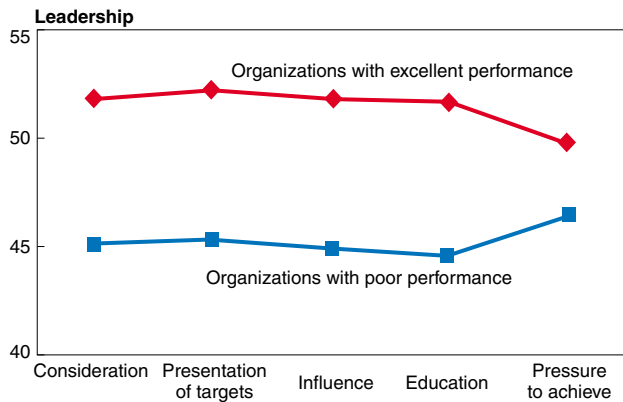 Leadership
55
Organizations with excellent performance
50
45
Organizations with poor performance
40
Consideration
Presentation
of targets
Influence
Education
Pressure
to achieve